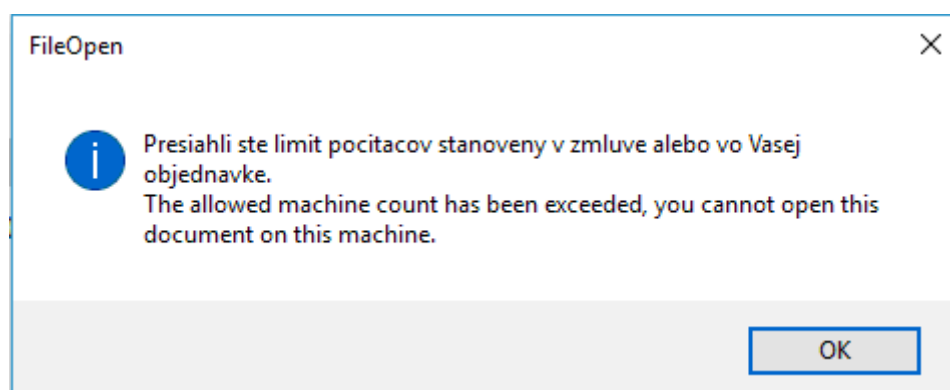 FileOpen
Presiahli ste limit pocitacov stanoveny v zmluve alebo vo Vasej
objednavke.
The allowed machine count has been exceeded, you cannot open this
document on this machine.
OK